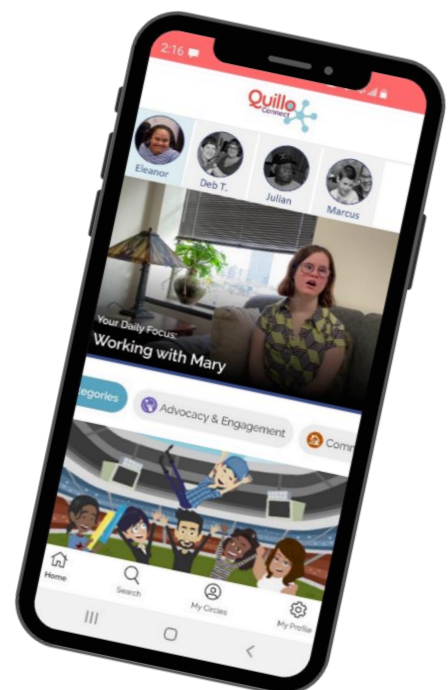 2:16
Quillo
Connect
Eleanor
Deb T.
Julian
Marcus
Your Daily Focus:
Working with Mary
tegories
Advocacy & Engagement
Comm
Home
Search
My Circles
My Profile